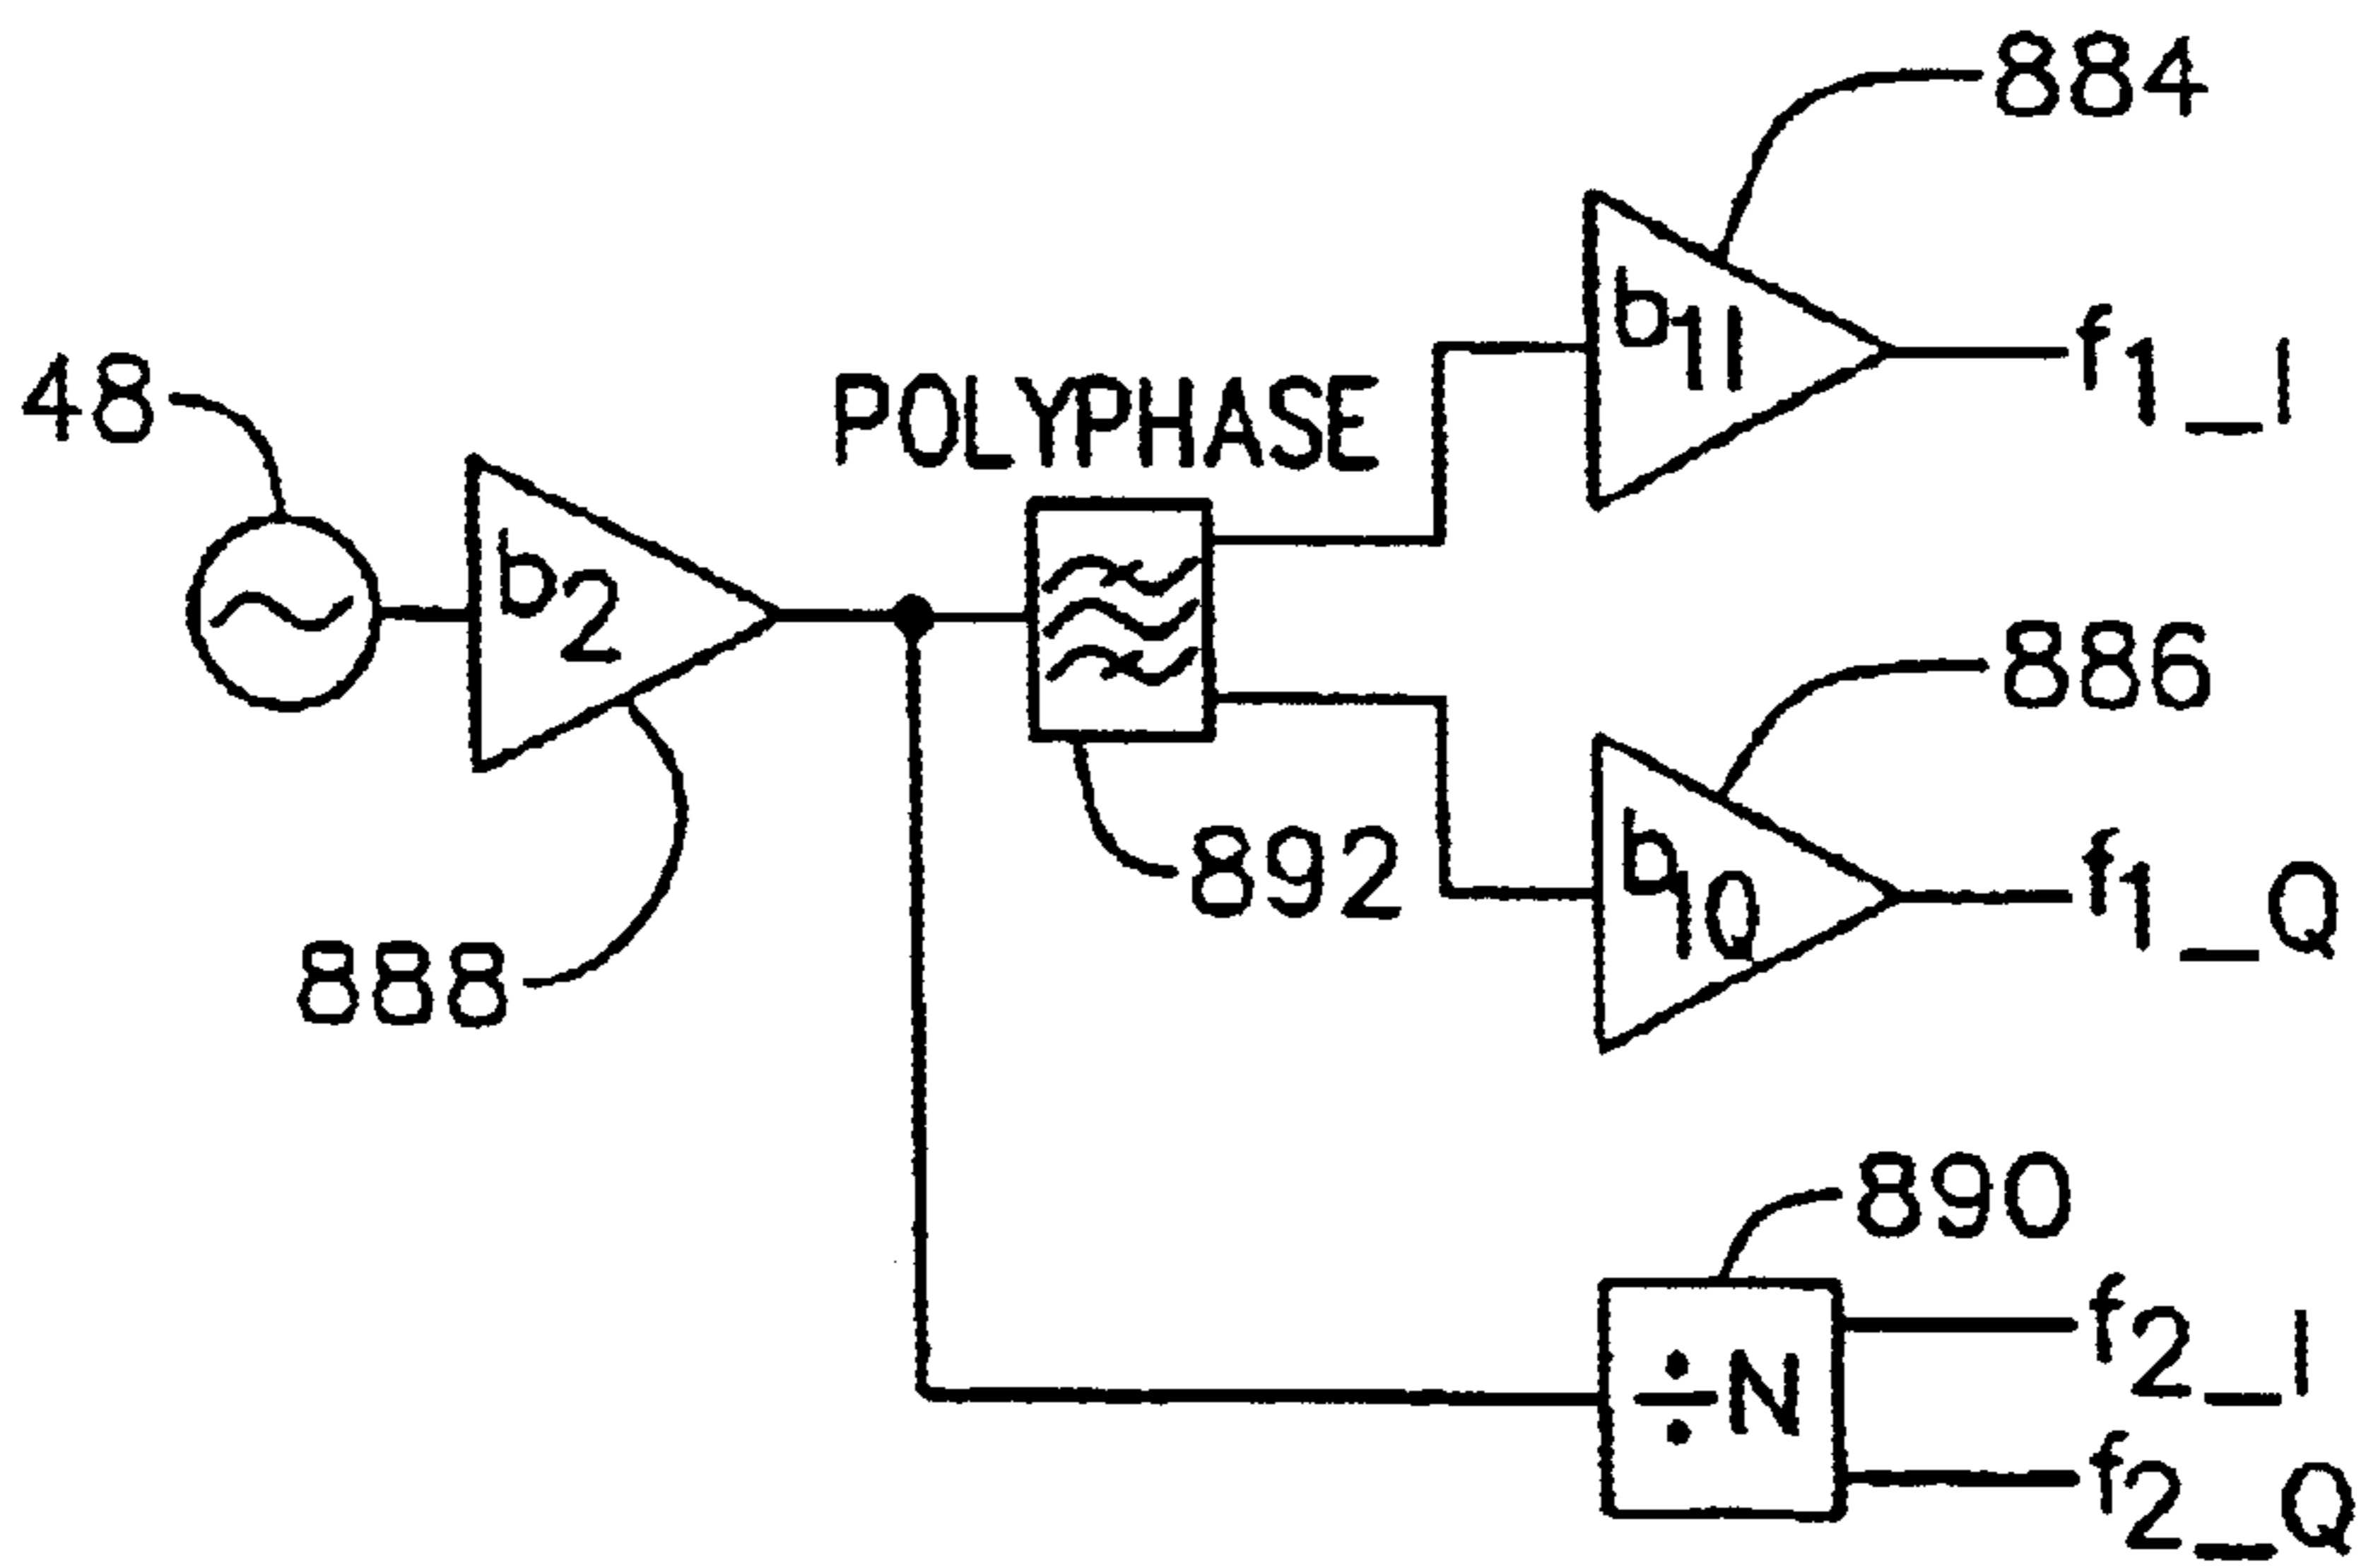 884
b1I
f1_I
48
POLYPHASE
b2
886
b1Q
f1_Q
892
888
890
÷N
f2_I
f2_Q